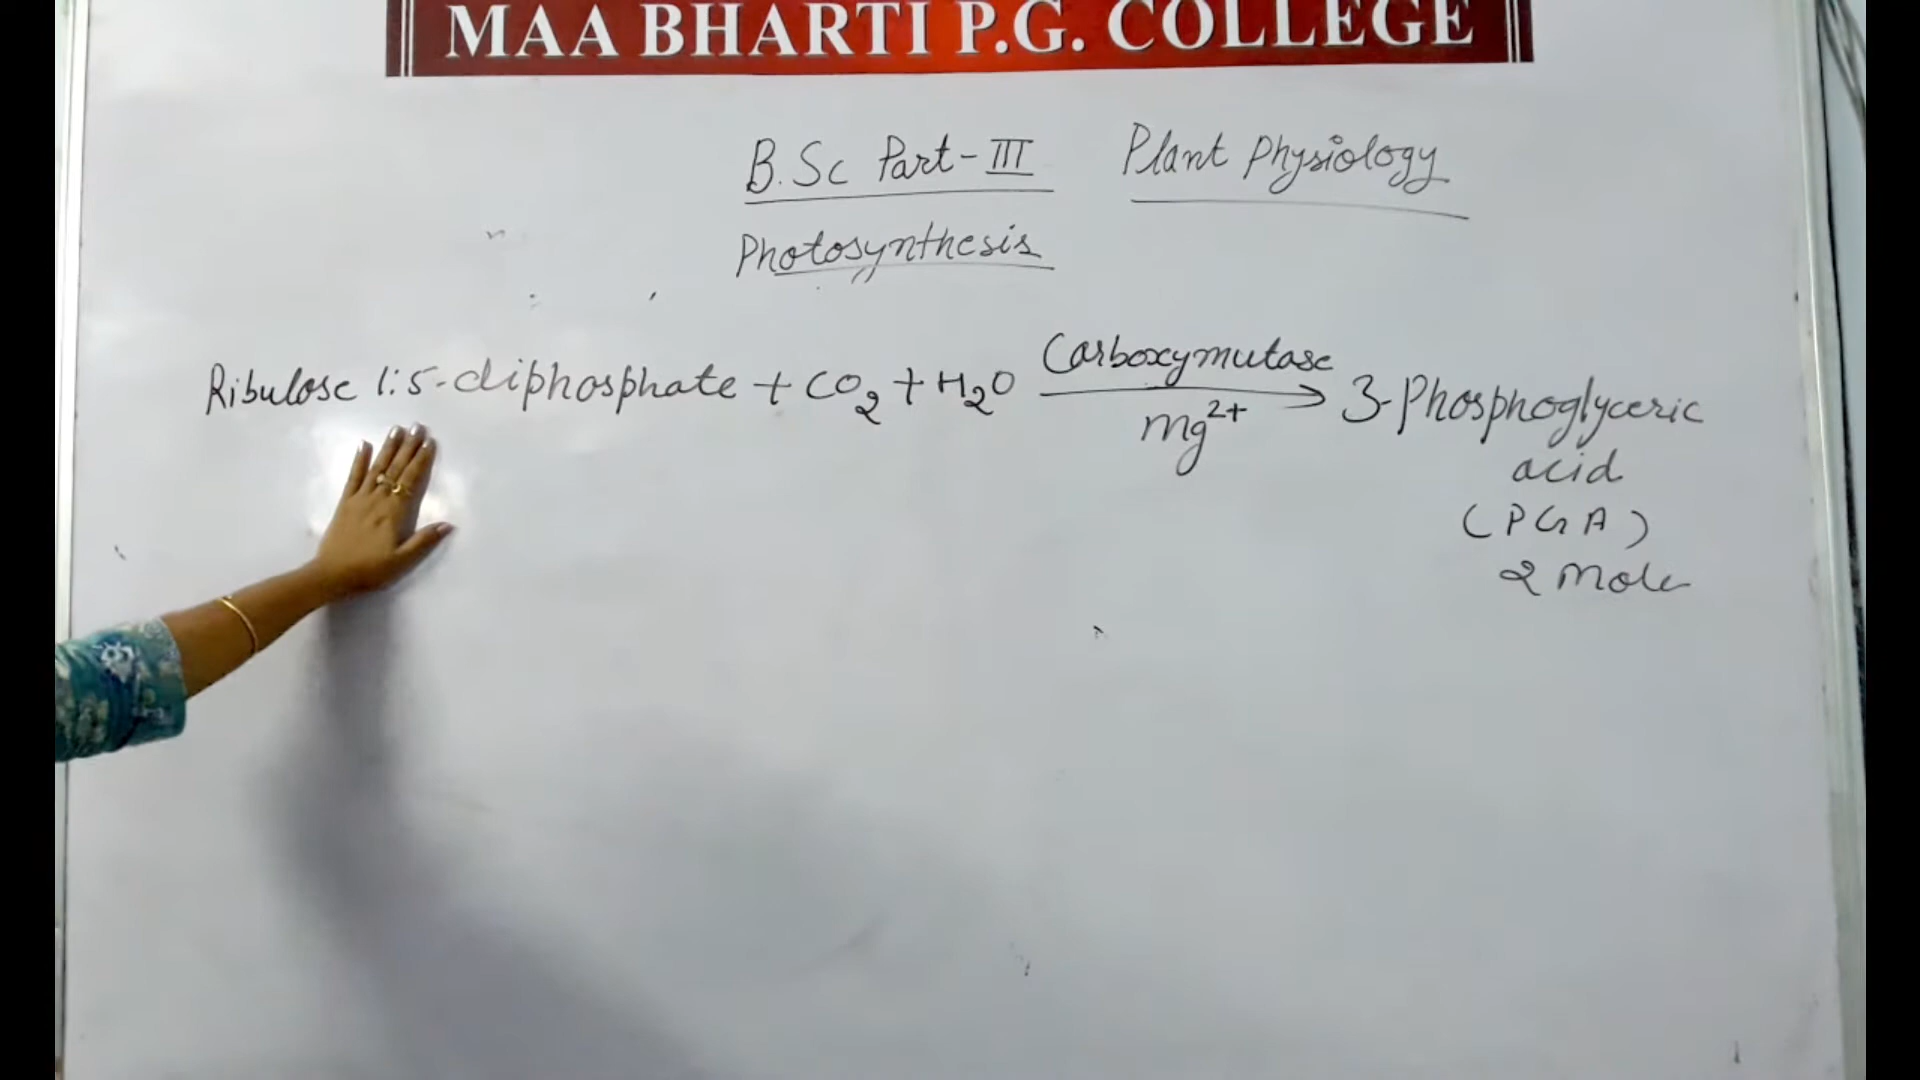 MAA BHARTI P.G. COLLEGE
B.Sc Part-III Plant Physiology
Photosynthesis
Ribulose 1:5-diphosphate + CO₂ + H₂O Carboxymutase → 3-Phosphoglyceric
mg²⁺
acid
(PGA)
2 Mole